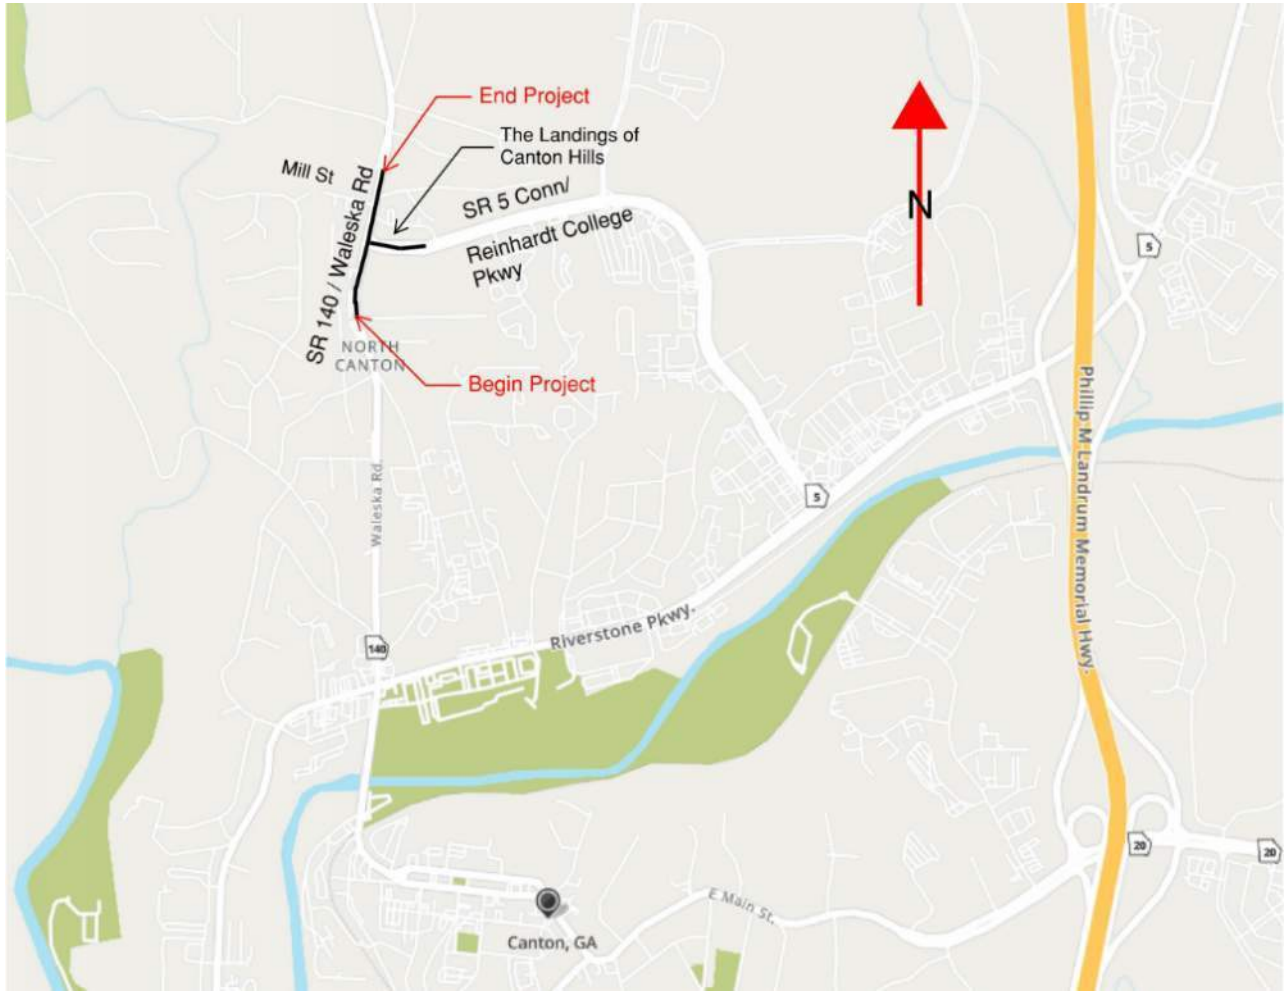 End Project
The Landings of
Canton Hills
Mill St
SR 140 / Waleska Rd
SR 5 Conn/
Reinhardt College
Pkwy
N
5
NORTH
CANTON
Begin Project
Phillip M Landrum Memorial Hwy.
Waleska Rd.
5
Riverstone Pkwy.
140
20
20
E Main St.
Canton, GA